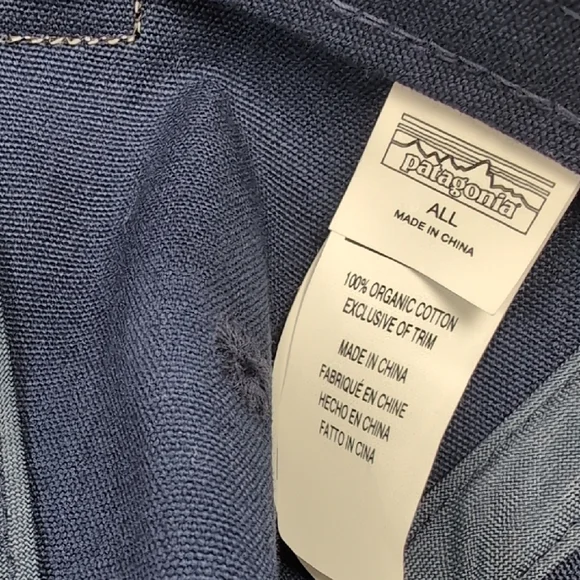 patagonia
ALL
MADE IN CHINA
100% ORGANIC COTTON
EXCLUSIVE OF TRIM
MADE IN CHINA
FABRIQUÉ EN CHINE
HECHO EN CHINA
FATTO IN CINA